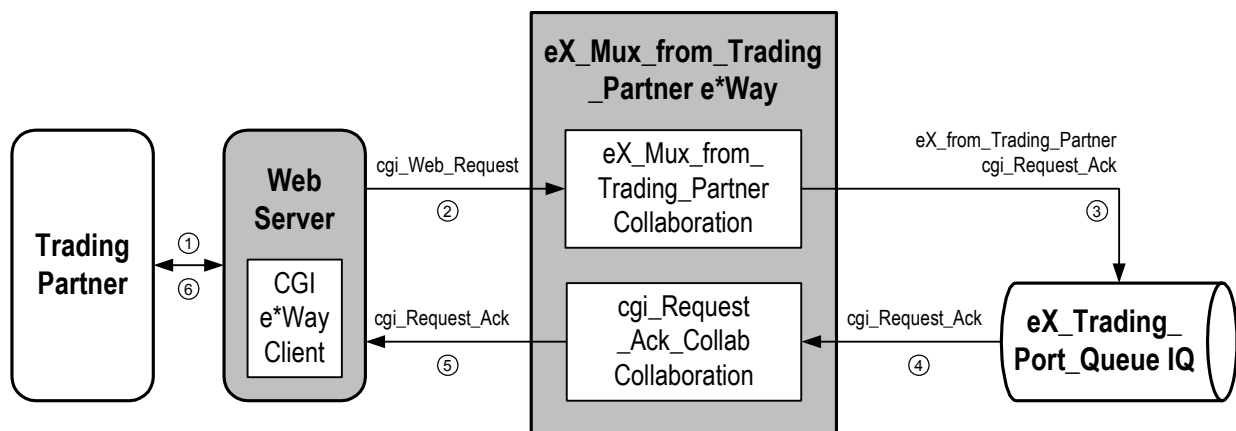 eX_Mux_from_Trading
_Partner e*Way
Trading
Partner
①
⑥
Web
Server
CGI
e*Way
Client
cgi_Web_Request
②
eX_Mux_from_
Trading_Partner
Collaboration
eX_from_Trading_Partner
cgi_Request_Ack
③
cgi_Request_Ack
⑤
cgi_Request
_Ack_Collab
Collaboration
cgi_Request_Ack
④
eX_Trading_
Port_Queue IQ